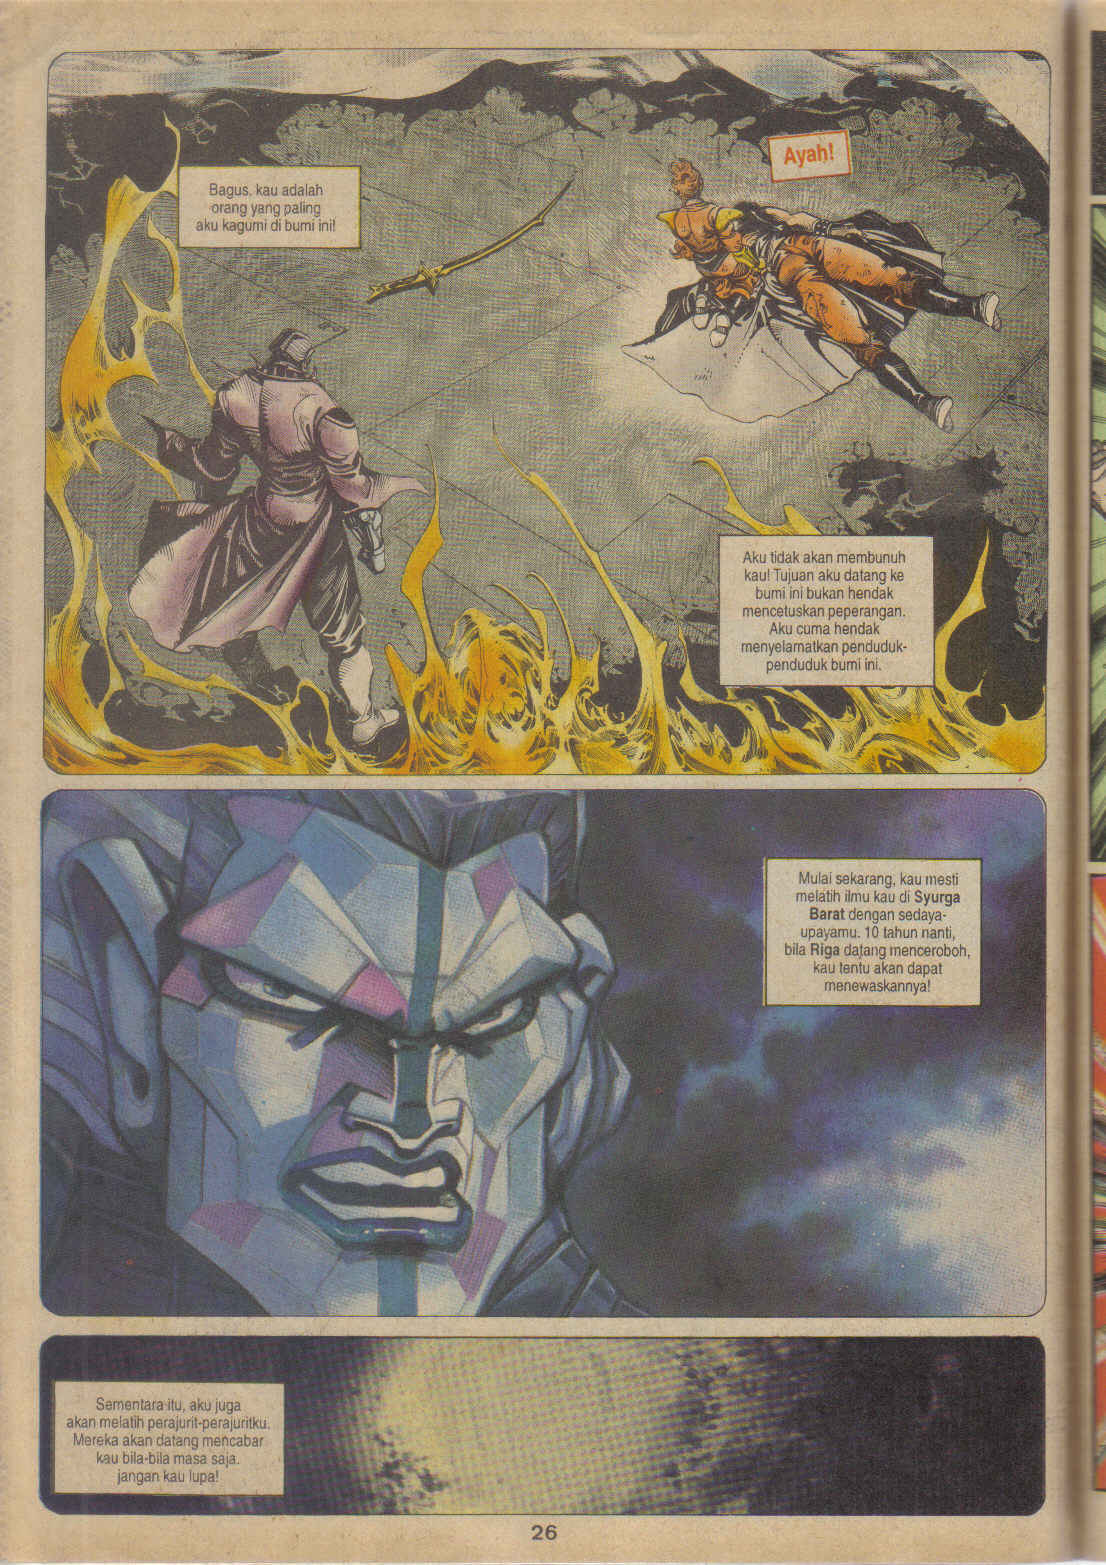 Ayah!
Bagus, kau adalah
orang yang paling
aku kagumi di bumi ini!
Aku tidak akan membunuh
kau! Tujuan aku datang ke
bumi ini bukan hendak
mencetuskan peperangan.
Aku cuma hendak
menyelamatkan penduduk-
penduduk bumi ini.
Mulai sekarang, kau mesti
melatih ilmu kau di Syurga
Barat dengan sedaya-
upayamu. 10 tahun nanti,
bila Riga datang menceroboh,
kau tentu akan dapat
menewaskannya!
Sementara itu, aku juga
akan melatih perajurit-perajuritku.
Mereka akan datang mencabar
kau bila-bila masa saja.
jangan kau lupa!
26